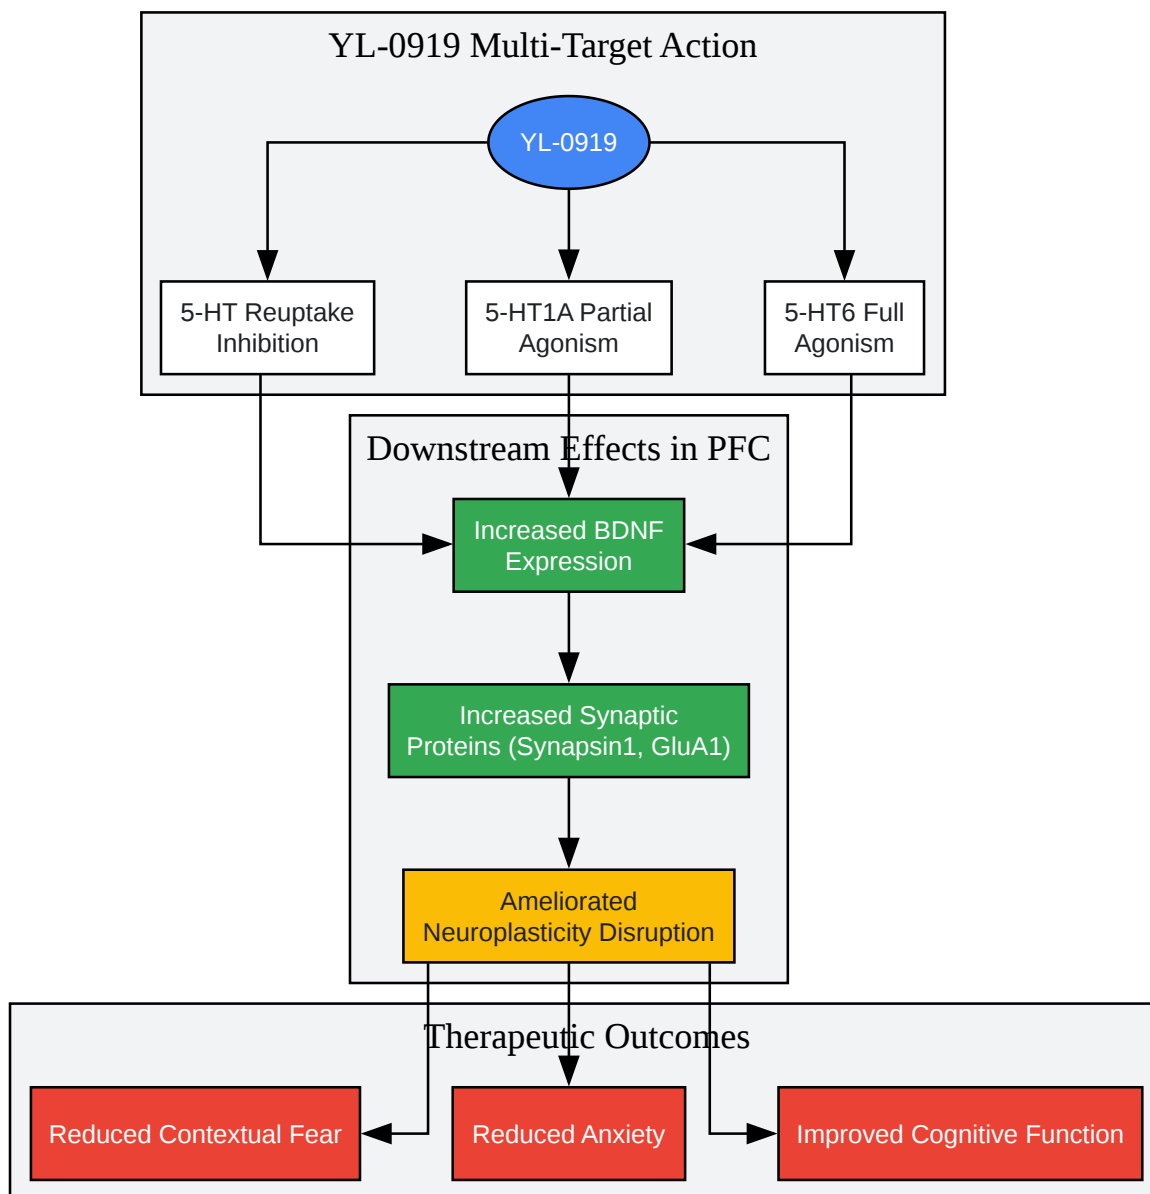 YL-0919 Multi-Target Action
YL-0919
5-HT Reuptake
Inhibition
5-HT1A Partial
Agonism
5-HT6 Full
Agonism
Downstream Effects in PFC
Increased BDNF
Expression
Increased Synaptic
Proteins (Synapsin1, GluA1)
Ameliorated
Neuroplasticity Disruption
Therapeutic Outcomes
Reduced Contextual Fear
Reduced Anxiety
Improved Cognitive Function